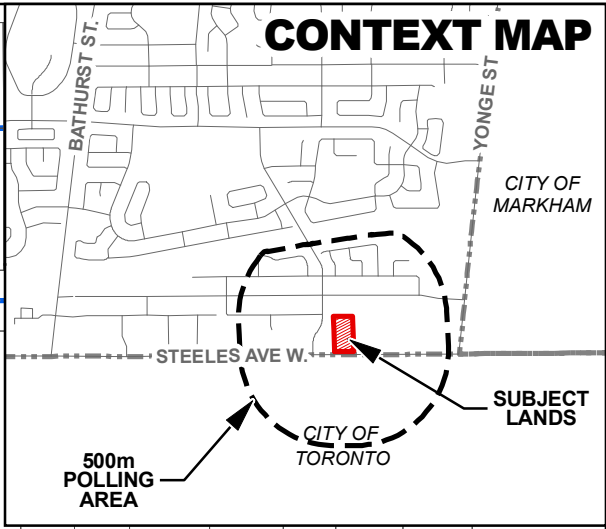 CONTEXT MAP
BATHURST ST.
YONGE ST
CITY OF
MARKHAM
STEELES AVE W.
SUBJECT
LANDS
CITY OF
TORONTO
500m
POLLING
AREA